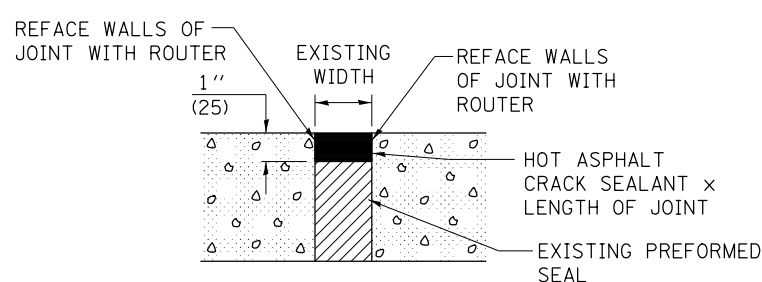 REFACE WALLS OF
JOINT WITH ROUTER
EXISTING
WIDTH
REFACE WALLS
OF JOINT WITH
ROUTER
1"
(25)
HOT ASPHALT
CRACK SEALANT x
LENGTH OF JOINT
EXISTING PREFORMED
SEAL